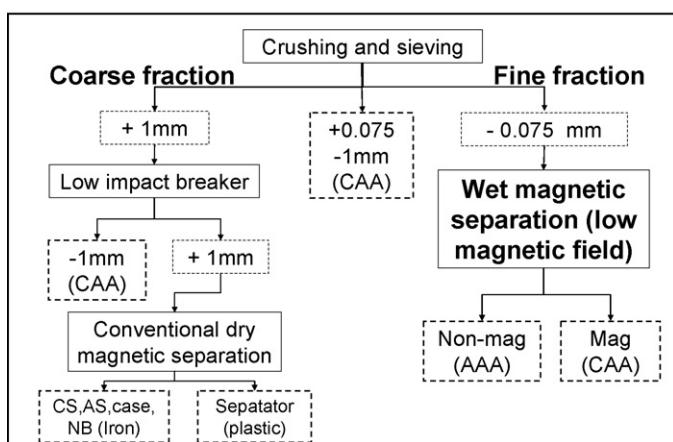 Crushing and sieving
Coarse fraction
Fine fraction
+ 1mm
+0.075
-1mm
(CAA)
- 0.075 mm
Low impact breaker
Wet magnetic
separation (low
magnetic field)
-1mm
(CAA)
+ 1mm
Conventional dry
magnetic separation
Non-mag
(AAA)
Mag
(CAA)
CS,AS,case,
NB (Iron)
Sepatator
(plastic)